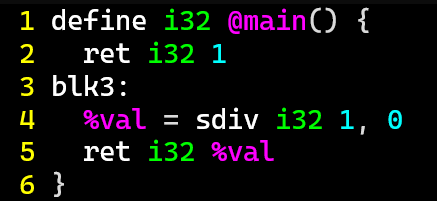 1 define i32 @main() {
2   ret i32 1
3 blk3:
4   %val = sdiv i32 1, 0
5   ret i32 %val
6 }